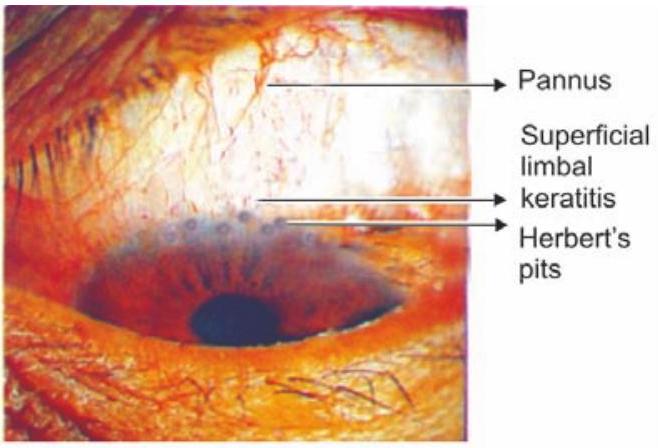 Pannus
Superficial
limbal
keratitis
Herbert's
pits